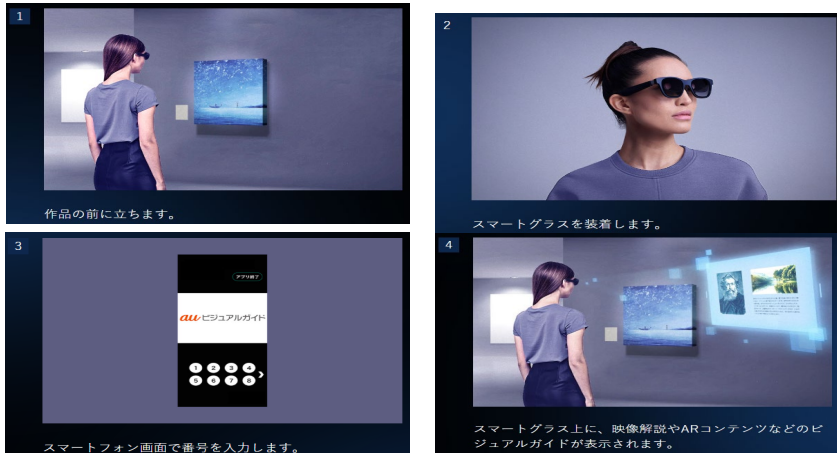 1
作品の前に立ちます。
2
スマートグラスを装着します。
3
アプリ終了
au ビジュアルガイド
1 2 3 4
5 6 7 8
スマートフォン画面で番号を入力します。
4
スマートグラス上に、映像解説やARコンテンツなどのビ
ジュアルガイドが表示されます。